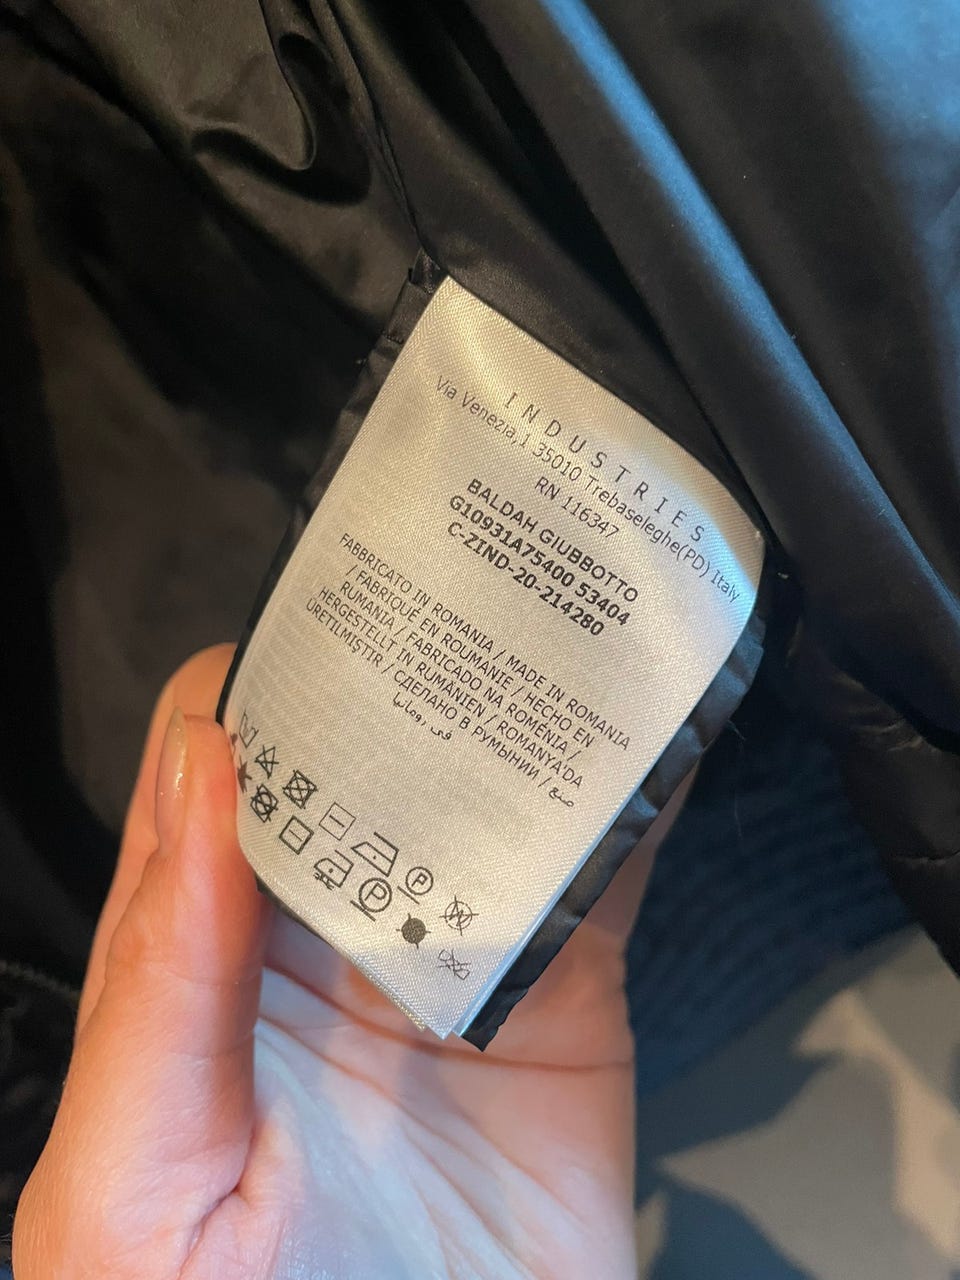 INDUSTRIES
Via Venezia,1 35010 Trebaseleghe(PD) Italy
RN 116347
BALDAH GIUBBOTTO
G10931A75400 53404
C-ZIND-20-214280
FABBRICATO IN ROMANIA / MADE IN ROMANIA
/ FABRIQUÉ EN ROUMANIE / HECHO EN
RUMANIA / FABRICADO NA ROMÉNIA /
HERGESTELLT IN RUMÄNIEN / ROMANYA'DA
ÜRETILMIŞTIR / СДЕЛАНО В РУМЫНИИ / صنع
في رومانيا
P
W
P